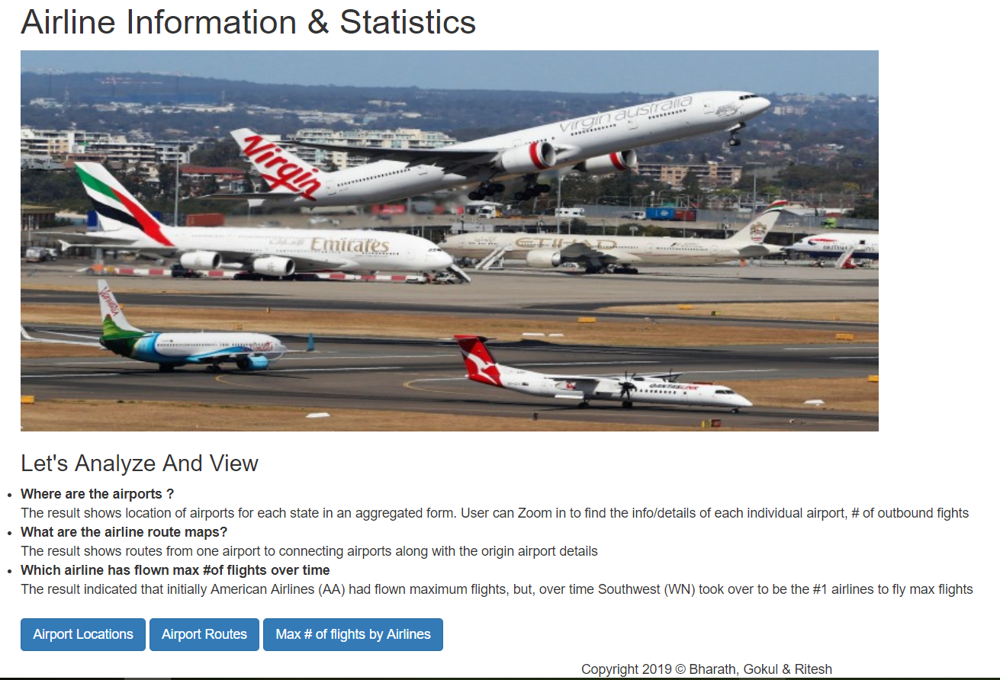 Airline Information & Statistics
virgin australia
Virgin
Emirates
ETIHAD
QANTASLINK
Let's Analyze And View
Where are the airports ?
The result shows location of airports for each state in an aggregated form. User can Zoom in to find the info/details of each individual airport, # of outbound fights
What are the airline route maps?
The result shows routes from one airport to connecting airports along with the origin airport details
Which airline has flown max #of flights over time
The result indicated that initially American Airlines (AA) had flown maximum flights, but, over time Southwest (WN) took over to be the #1 airlines to fly max flights
Airport Locations
Airport Routes
Max # of flights by Airlines
Copyright 2019 © Bharath, Gokul & Ritesh